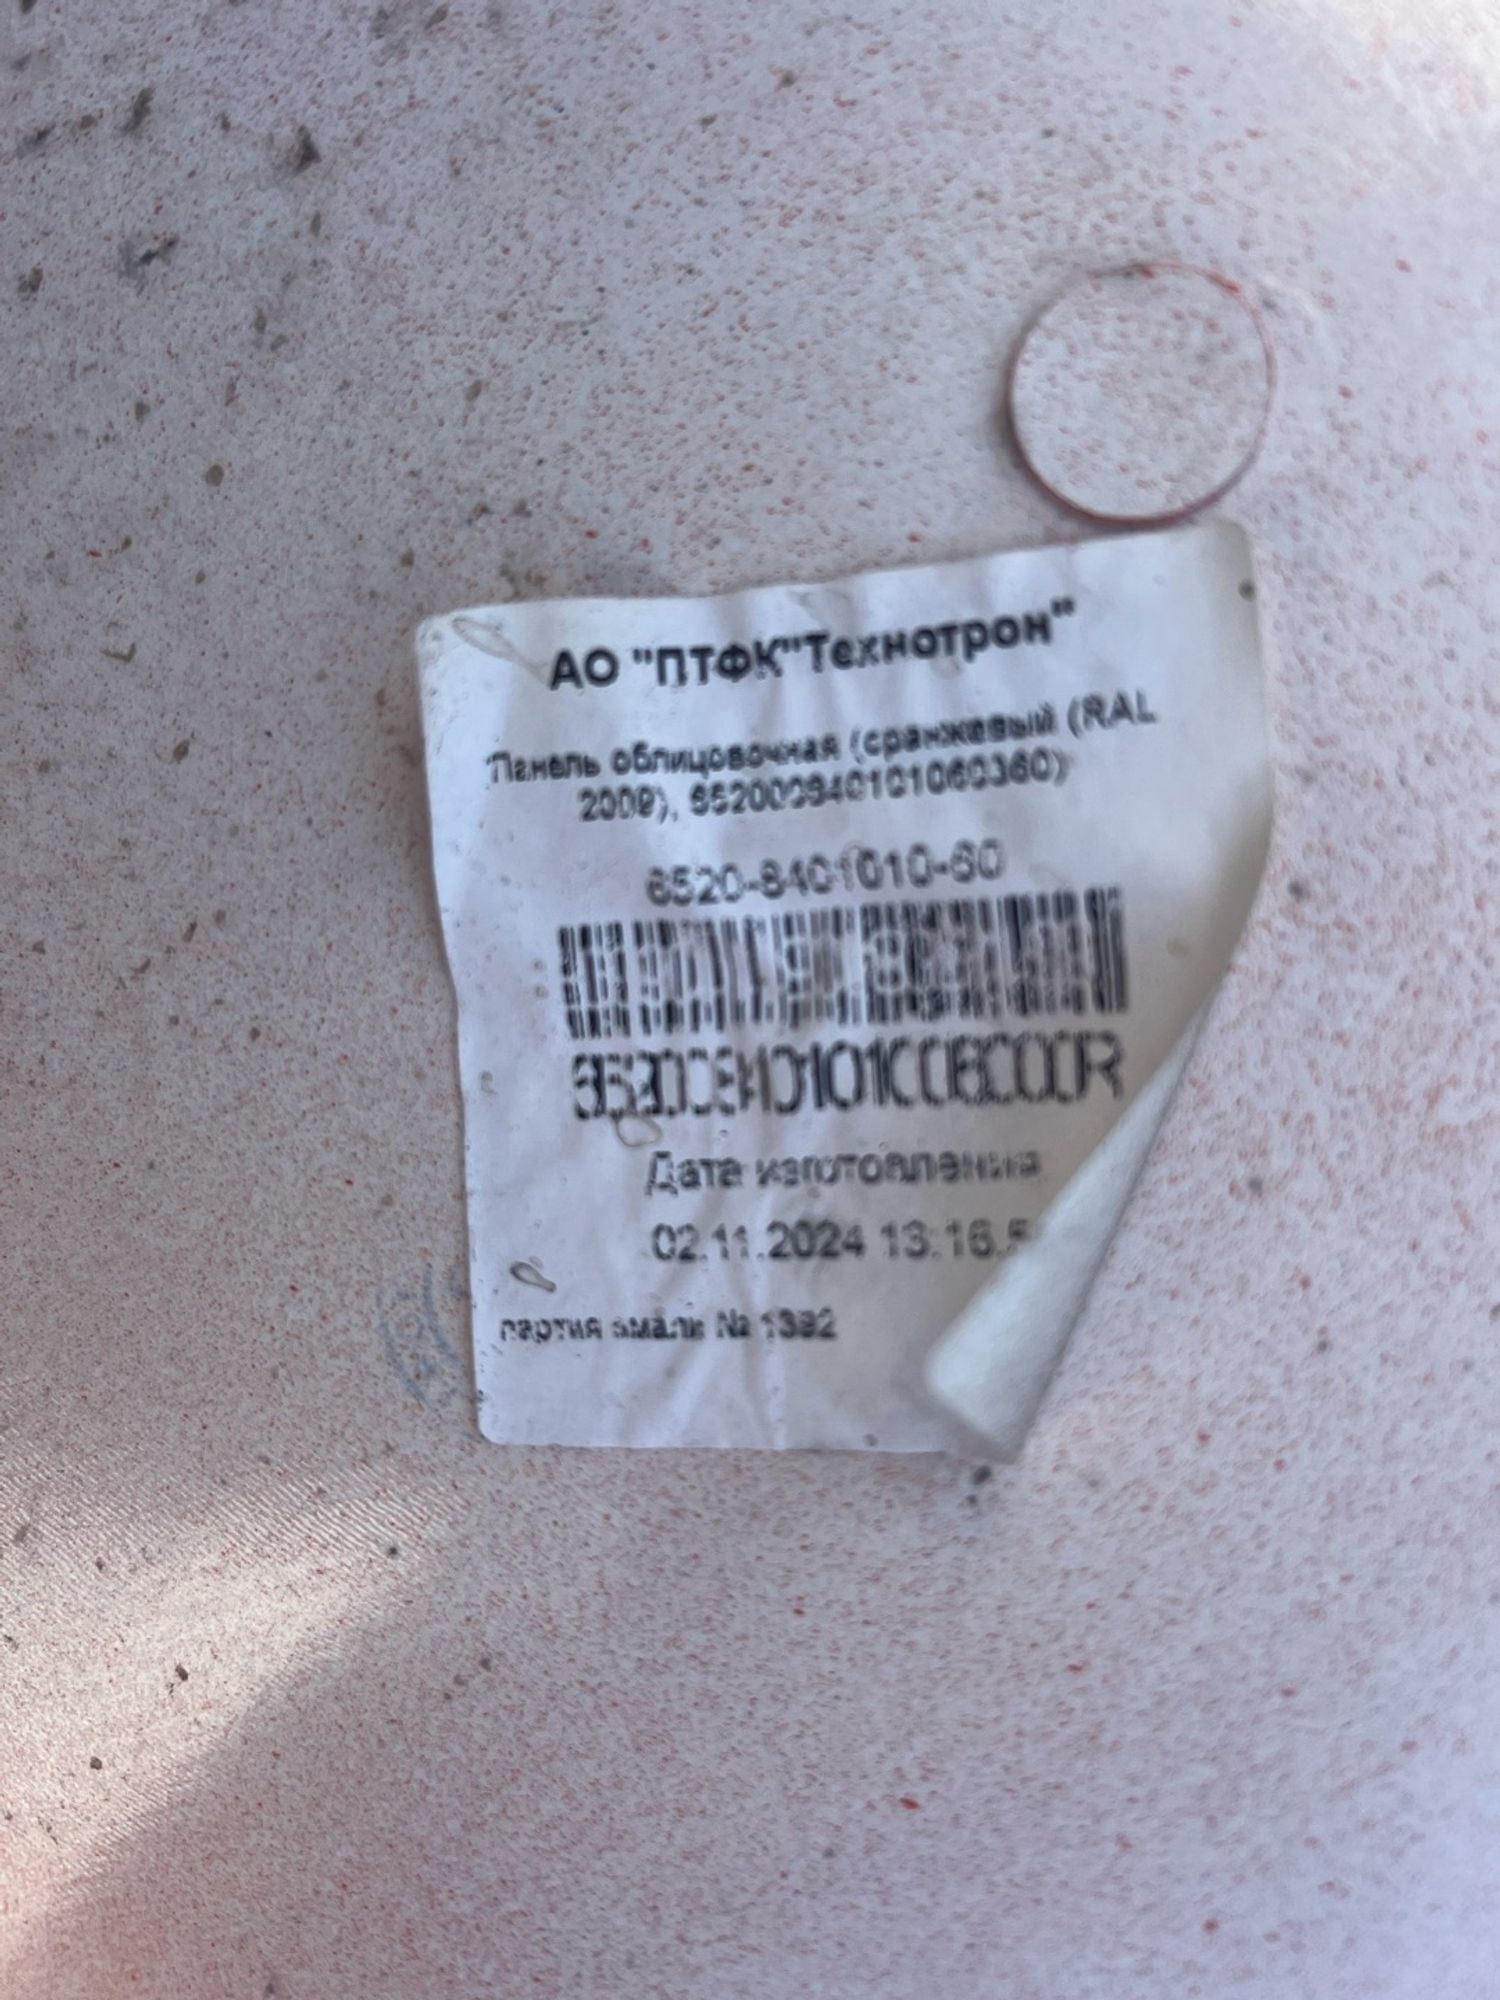 АО "ПТФК"Технотрон"
Панель облицовочная (оранжевый (RAL
2009),
6520-8401010-60
Дата изготовления
02.11.2024 13:16:5
партия эмали № 1392